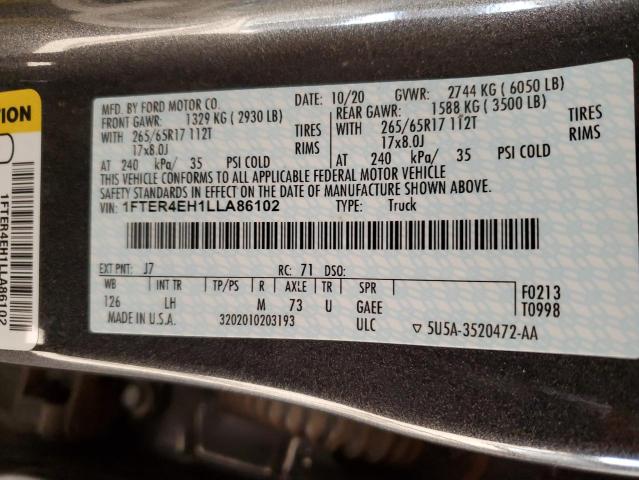 TION
1FTER4EH1LLA86102
MFD. BY FORD MOTOR CO.
DATE: 10/20
GVWR: 2744 KG ( 6050 LB)
FRONT GAWR: 1329 KG ( 2930 LB)
REAR GAWR: 1588 KG ( 3500 LB)
WITH 265/65R17 112T TIRES
WITH 265/65R17 112T TIRES
17x8.0J RIMS
17x8.0J RIMS
AT 240 kPa/ 35 PSI COLD
AT 240 kPa/ 35 PSI COLD
THIS VEHICLE CONFORMS TO ALL APPLICABLE FEDERAL MOTOR VEHICLE
SAFETY STANDARDS IN EFFECT ON THE DATE OF MANUFACTURE SHOWN ABOVE.
VIN: 1FTER4EH1LLA86102 TYPE: Truck
EXT PNT: J7 RC: 71 DSO:
WB INT TR TP/PS R AXLE TR SPR
126 LH M 73 U GAEE
F0213
T0998
MADE IN U.S.A. 3202010203193 ULC ▽ 5U5A-3520472-AA